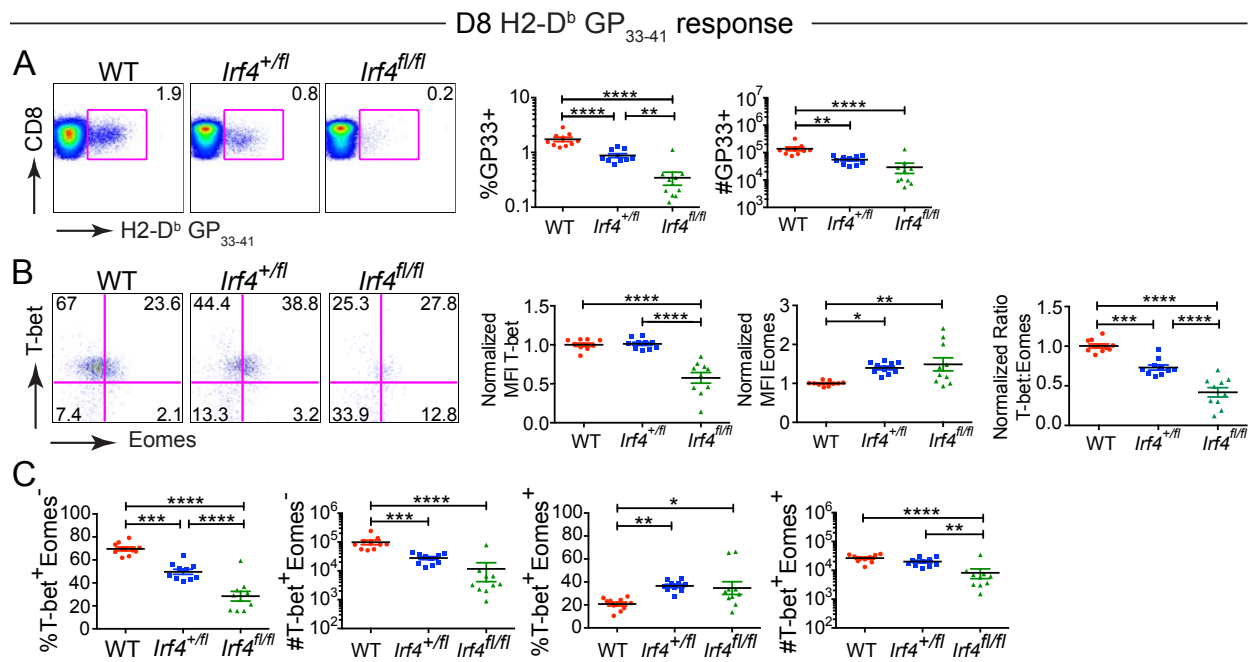 D8 H2-Dᵇ GP₃₃₋₄₁ response
A
WT Irf4⁺/ᶠˡ Irf4ᶠˡ/ᶠˡ
1.9 0.8 0.2
CD8
H2-Dᵇ GP₃₃₋₄₁
%GP33+
10
1
0.1
**** 
**** **
WT Irf4⁺/ᶠˡ Irf4ᶠˡ/ᶠˡ
#GP33+
10⁷
10⁶
10⁵
10⁴
10³
****
**
WT Irf4⁺/ᶠˡ Irf4ᶠˡ/ᶠˡ
B
WT Irf4⁺/ᶠˡ Irf4ᶠˡ/ᶠˡ
67 23.6 44.4 38.8 25.3 27.8
T-bet
7.4 2.1 13.3 3.2 33.9 12.8
Eomes
Normalized
MFI T-bet
1.5
1.0
0.5
0.0
****
****
WT Irf4⁺/ᶠˡ Irf4ᶠˡ/ᶠˡ
Normalized
MFI Eomes
3
2
1
0
**
*
WT Irf4⁺/ᶠˡ Irf4ᶠˡ/ᶠˡ
Normalized Ratio
T-bet:Eomes
1.5
1.0
0.5
0.0
****
*** ****
WT Irf4⁺/ᶠˡ Irf4ᶠˡ/ᶠˡ
C
%T-bet⁺Eomes⁻
100
80
60
40
20
0
****
*** ****
WT Irf4⁺/ᶠˡ Irf4ᶠˡ/ᶠˡ
#T-bet⁺Eomes⁻
10⁷
10⁶
10⁵
10⁴
10³
10²
****
***
WT Irf4⁺/ᶠˡ Irf4ᶠˡ/ᶠˡ
%T-bet⁺Eomes⁺
100
80
60
40
20
0
*
**
WT Irf4⁺/ᶠˡ Irf4ᶠˡ/ᶠˡ
#T-bet⁺Eomes⁺
10⁷
10⁶
10⁵
10⁴
10³
10²
****
**
WT Irf4⁺/ᶠˡ Irf4ᶠˡ/ᶠˡ